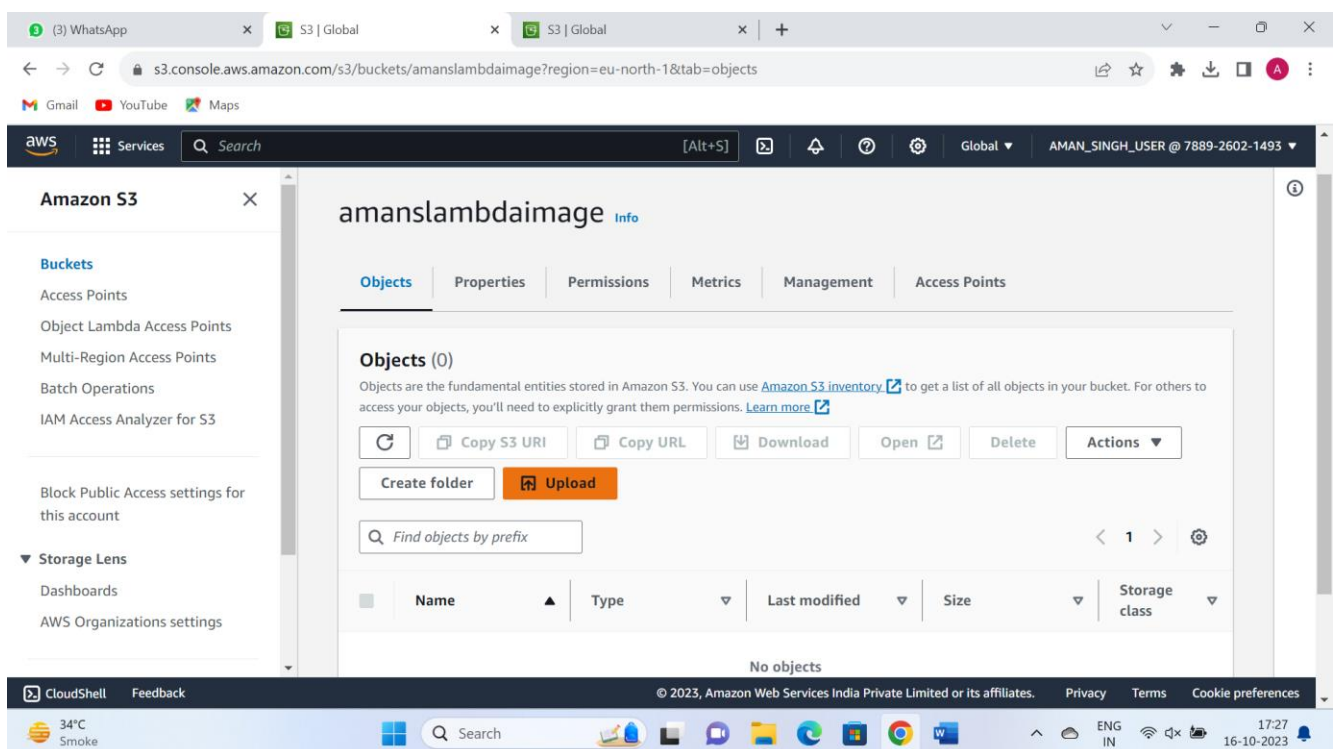 (3) WhatsApp
S3 | Global
S3 | Global
s3.console.aws.amazon.com/s3/buckets/amanslambdaimage?region=eu-north-1&tab=objects
A
Gmail YouTube Maps
aws Services Search [Alt+S] Global AMAN_SINGH_USER @ 7889-2602-1493
Amazon S3
Buckets
Access Points
Object Lambda Access Points
Multi-Region Access Points
Batch Operations
IAM Access Analyzer for S3
Block Public Access settings for
this account
Storage Lens
Dashboards
AWS Organizations settings
amanslambdaimage Info
Objects Properties Permissions Metrics Management Access Points
Objects (0)
Objects are the fundamental entities stored in Amazon S3. You can use Amazon S3 inventory to get a list of all objects in your bucket. For others to
access your objects, you'll need to explicitly grant them permissions. Learn more
Copy S3 URI Copy URL Download Open Delete Actions
Create folder Upload
Find objects by prefix 1
Name Type Last modified Size Storage
class
No objects
CloudShell Feedback © 2023, Amazon Web Services India Private Limited or its affiliates. Privacy Terms Cookie preferences
34°C
Smoke
Search
ENG
IN
17:27
16-10-2023